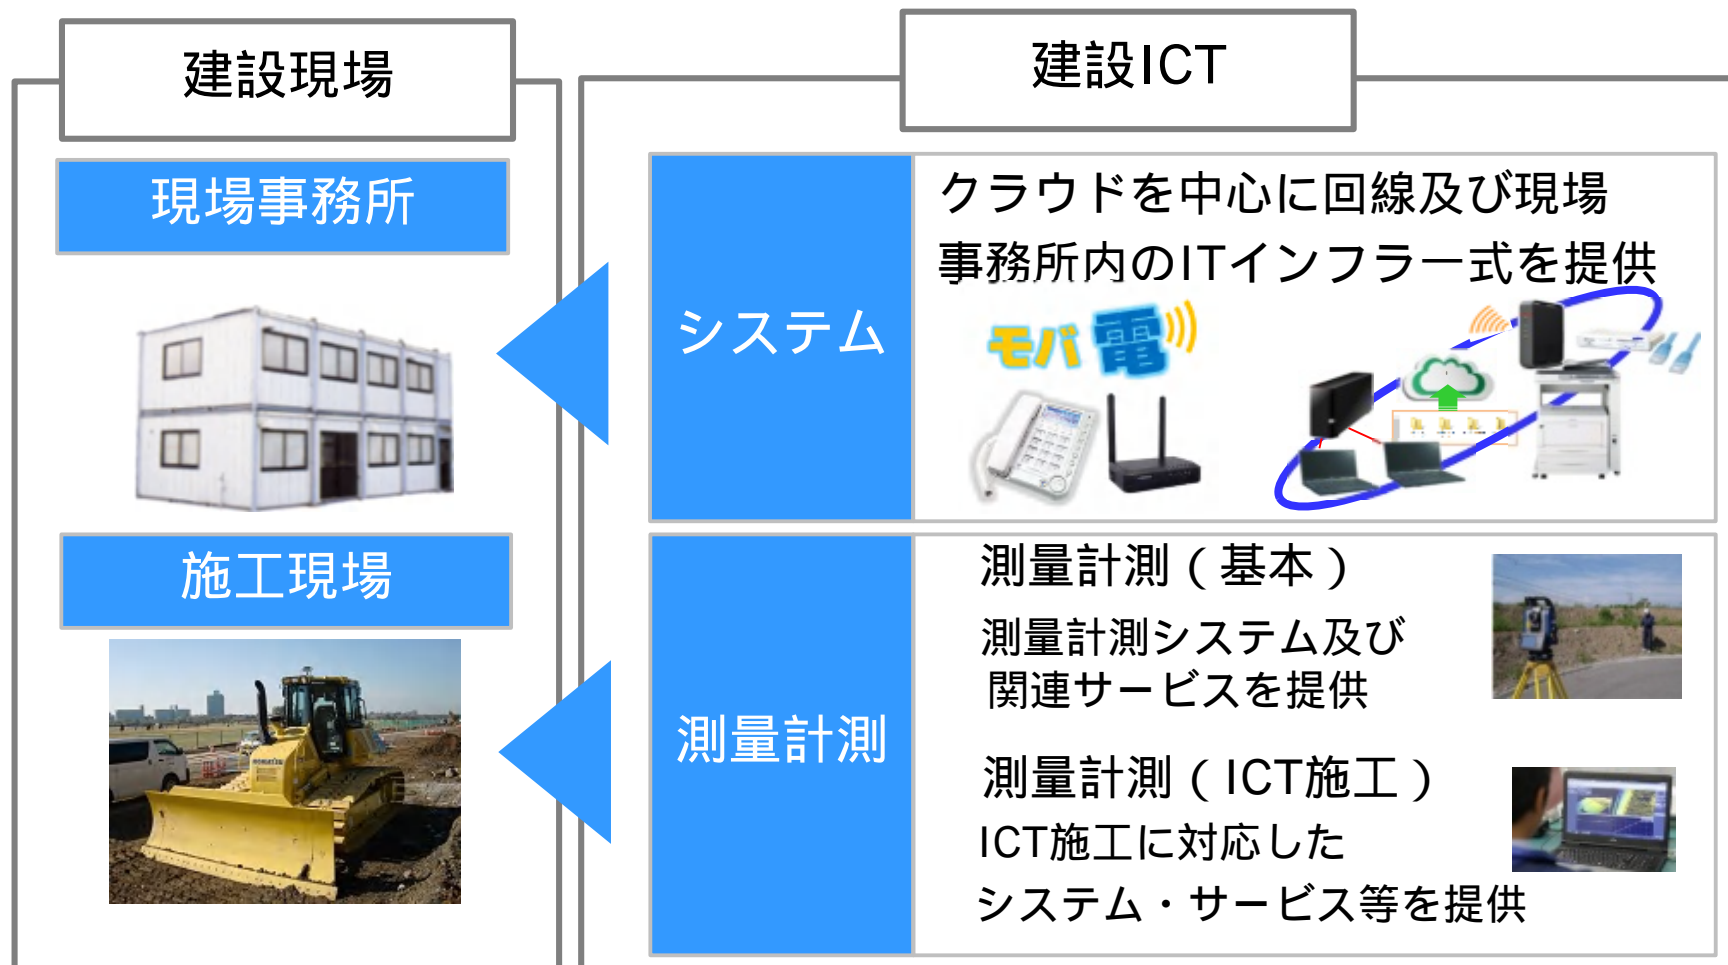 建設現場
現場事務所
施工現場
建設ICT
システム
クラウドを中心に回線及び現場
事務所内のITインフラ一式を提供
モバ電
測量計測
測量計測（基本）
測量計測システム及び
関連サービスを提供
測量計測（ICT施工）
ICT施工に対応した
システム・サービス等を提供
KOMATSU